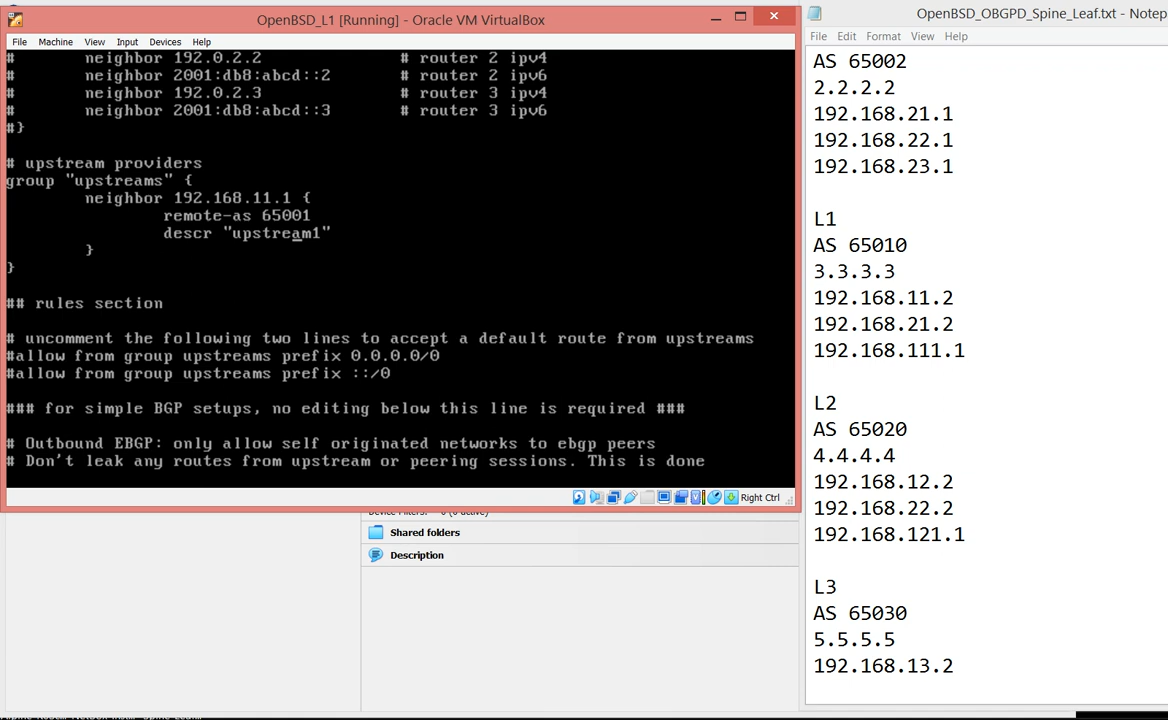 OpenBSD_L1 [Running] - Oracle VM VirtualBox
File Machine View Input Devices Help
#       neighbor 192.0.2.2              # router 2 ipv4
#       neighbor 2001:db8:abcd::2       # router 2 ipv6
#       neighbor 192.0.2.3              # router 3 ipv4
#       neighbor 2001:db8:abcd::3       # router 3 ipv6
#}
# upstream providers
group "upstreams" {
        neighbor 192.168.11.1 {
                remote-as 65001
                descr "upstream1"
        }
}
## rules section
# uncomment the following two lines to accept a default route from upstreams
#allow from group upstreams prefix 0.0.0.0/0
#allow from group upstreams prefix ::/0
### for simple BGP setups, no editing below this line is required ###
# Outbound EBGP: only allow self originated networks to ebgp peers
# Don't leak any routes from upstream or peering sessions. This is done
Right Ctrl
Shared folders
Description
OpenBSD_OBGPD_Spine_Leaf.txt - Notep
File Edit Format View Help
AS 65002
2.2.2.2
192.168.21.1
192.168.22.1
192.168.23.1
L1
AS 65010
3.3.3.3
192.168.11.2
192.168.21.2
192.168.111.1
L2
AS 65020
4.4.4.4
192.168.12.2
192.168.22.2
192.168.121.1
L3
AS 65030
5.5.5.5
192.168.13.2